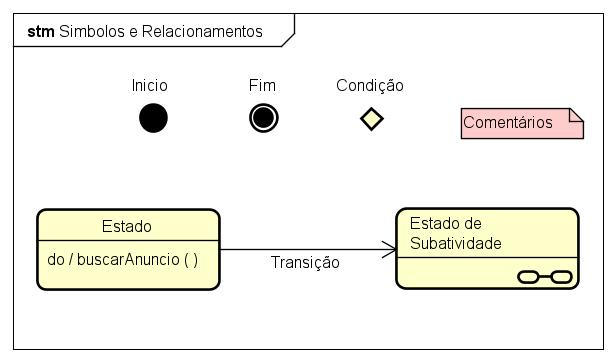 stm Simbolos e Relacionamentos
Inicio
Fim
Condição
Comentários
Estado
do / buscarAnuncio ( )
Transição
Estado de
Subatividade